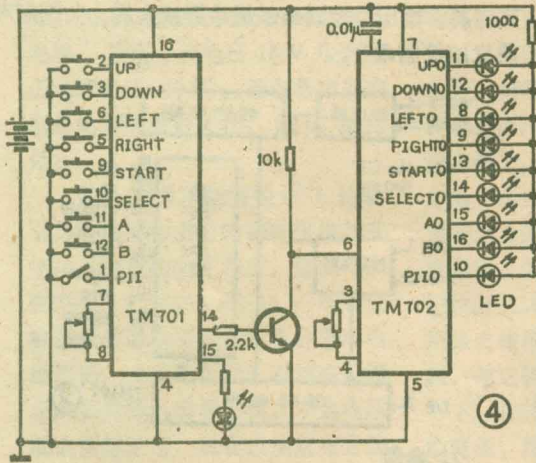 16
2 UP
3 DOWN
6 LEFT
5 RIGHT
9 START
10 SELECT
11 A
12 B
1 PII
7
TM701
8
14
15
4
2.2k
10k
0.01μ
7
100Ω
UPO 11
DOWNO 12
LEFTO 8
PIGHTO 9
STARTO 13
SELECTO 14
AO 15
BO 16
PIIO 10
LED
6
3
TM702
4
5
④